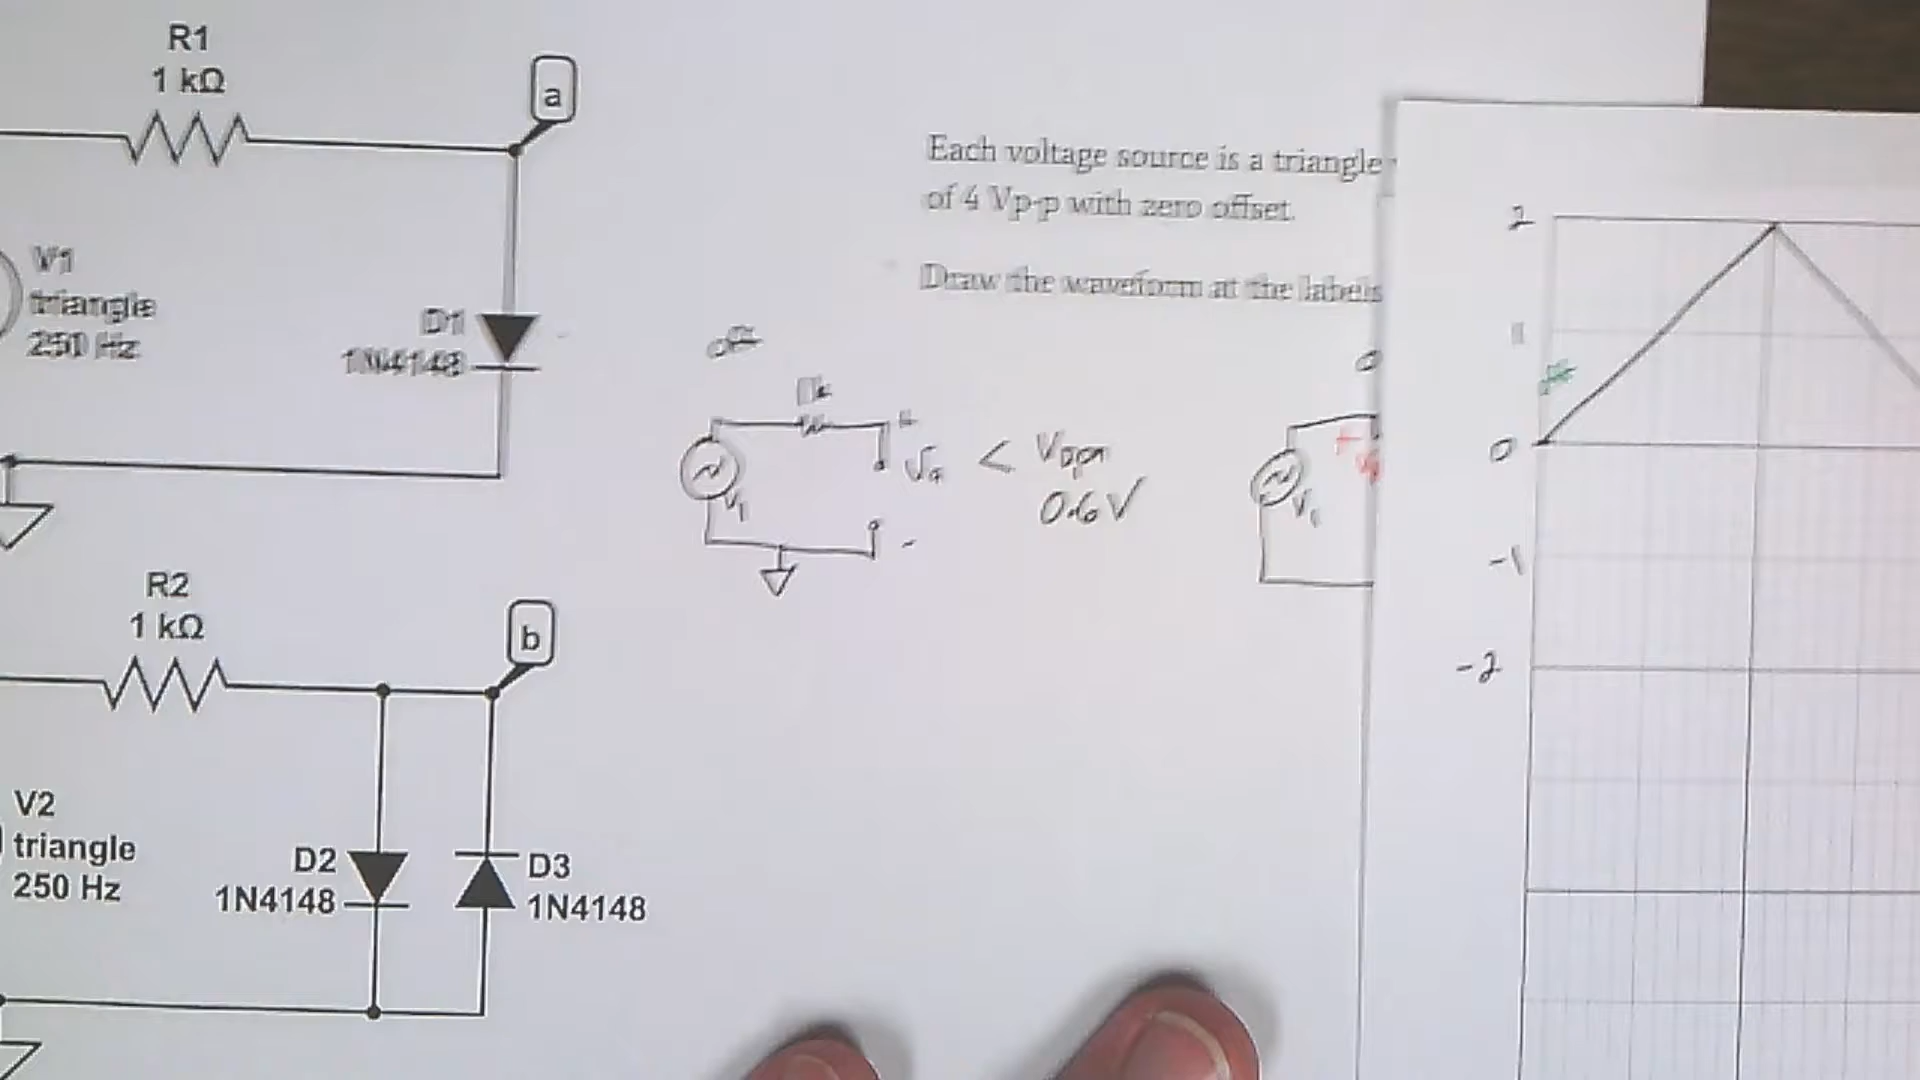 R1
1 kΩ
a
V1
triangle
250 Hz
D1
1N4148
Each voltage source is a triangle
of 4 Vp-p with zero offset.
Draw the waveform at the labels
off
1k
+
Va
<
VDon
0.6V
V1
-
V1
+
2
1
0
-1
-2
R2
1 kΩ
b
V2
triangle
250 Hz
D2
1N4148
D3
1N4148